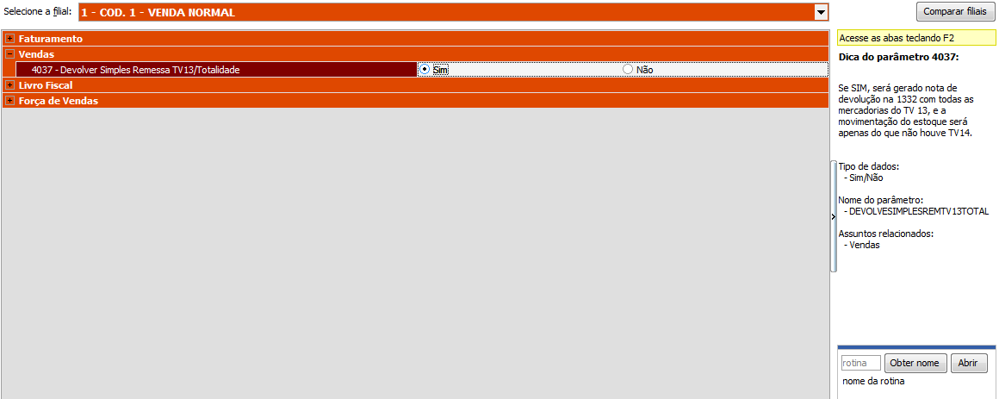 Selecione a filial: 1 - COD. 1 - VENDA NORMAL Comparar filiais
Faturamento
Vendas
4037 - Devolver Simples Remessa TV13/Totalidade Sim Não
Livro Fiscal
Força de Vendas
Acesse as abas teclando F2
Dica do parâmetro 4037:
Se SIM, será gerado nota de
devolução na 1332 com todas as
mercadorias do TV 13, e a
movimentação do estoque será
apenas do que não houve TV14.
Tipo de dados:
- Sim/Não
Nome do parâmetro:
- DEVOLVESIMPLESREMTV13TOTAL
Assuntos relacionados:
- Vendas
rotina Obter nome Abrir
nome da rotina